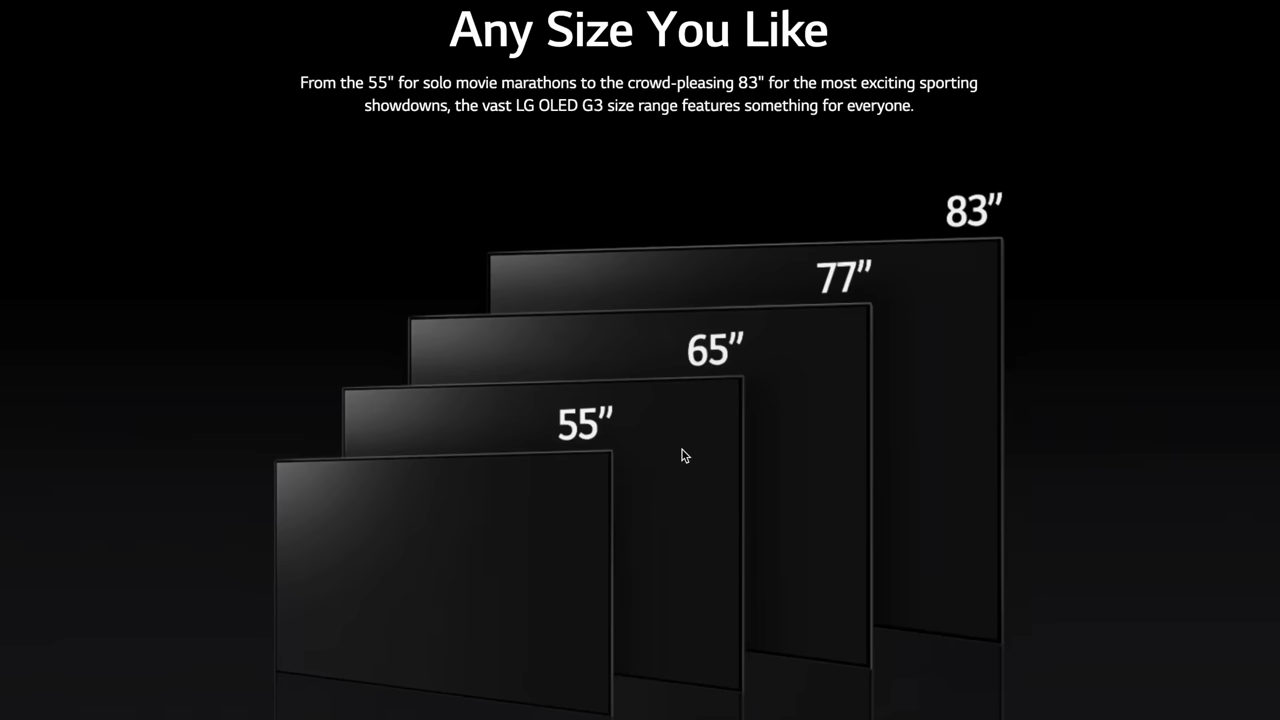 Any Size You Like
From the 55" for solo movie marathons to the crowd-pleasing 83" for the most exciting sporting
showdowns, the vast LG OLED G3 size range features something for everyone.
83”
77”
65”
55”